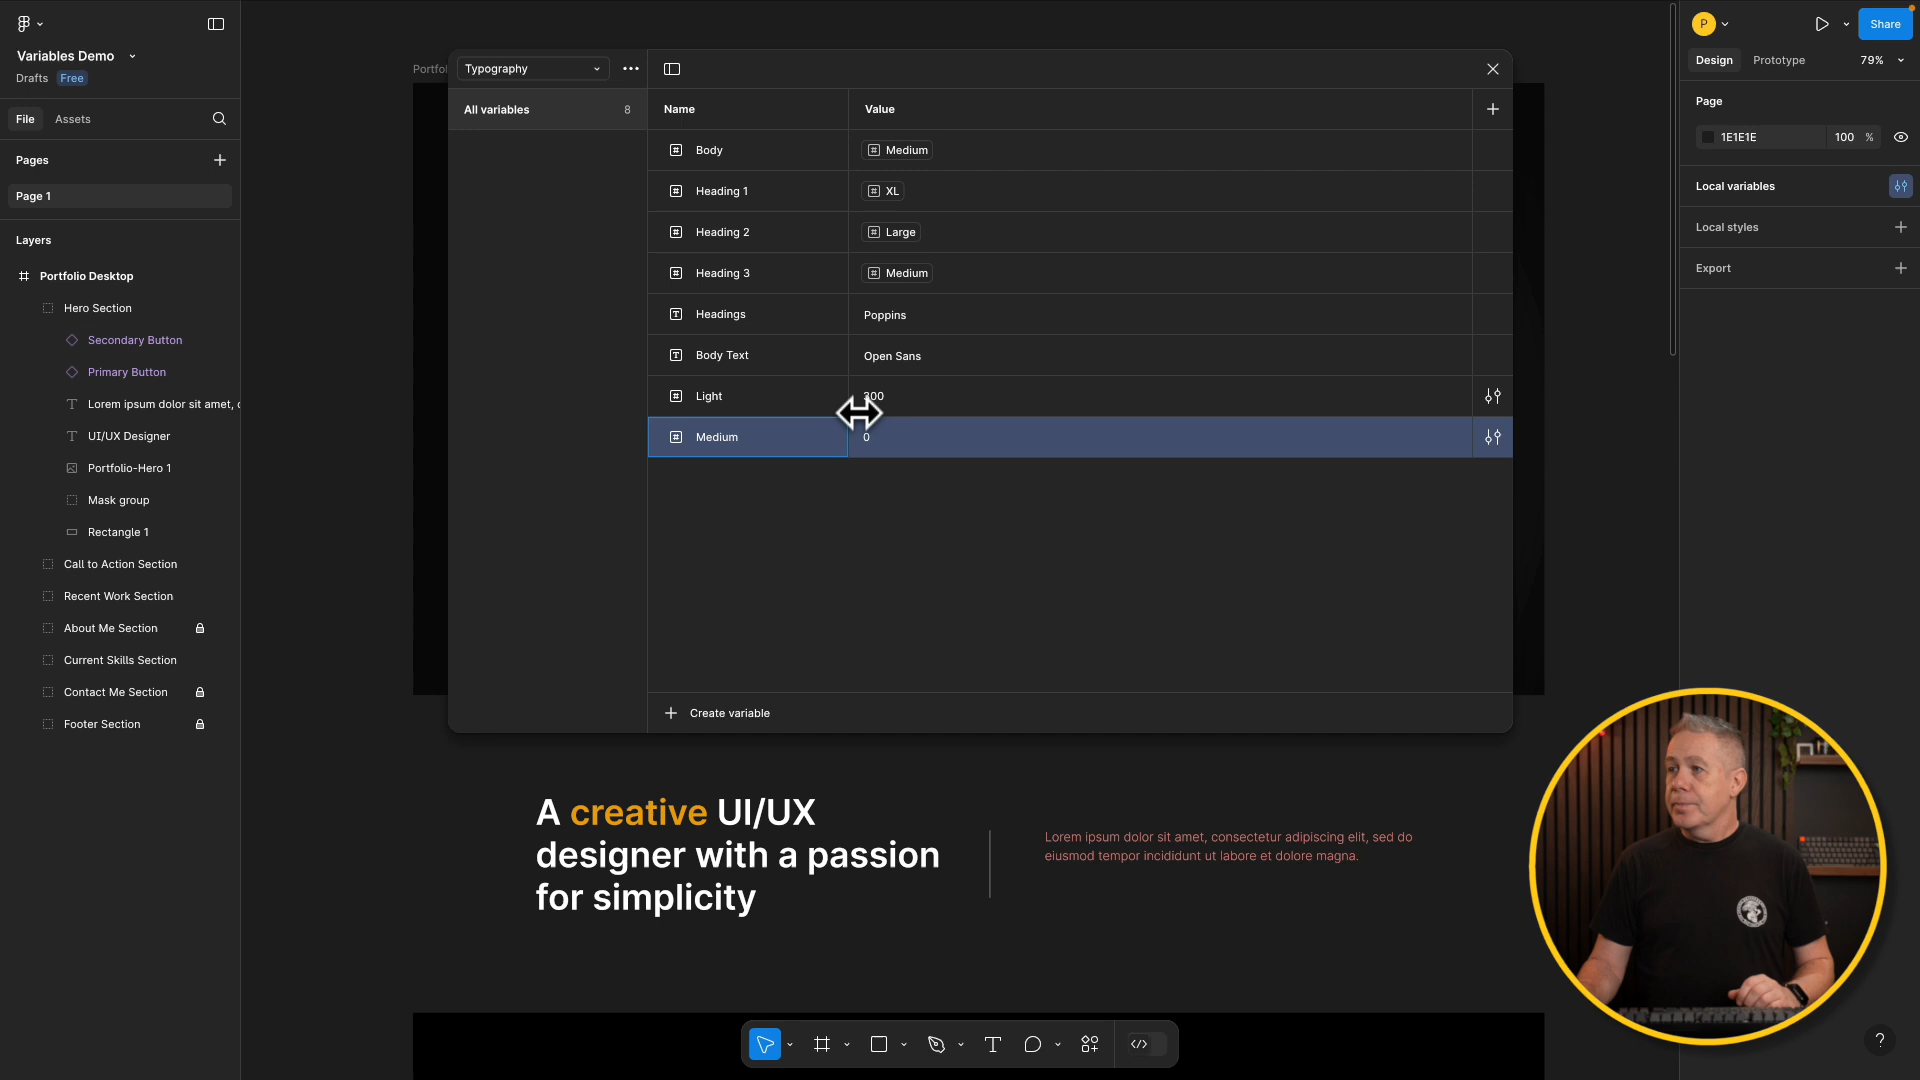 Variables Demo
Drafts
Free
File
Assets
Pages
Page 1
Layers
Portfolio Desktop
Hero Section
Secondary Button
Primary Button
Lorem ipsum dolor sit amet, c
UI/UX Designer
Portfolio-Hero 1
Mask group
Rectangle 1
Call to Action Section
Recent Work Section
About Me Section
Current Skills Section
Contact Me Section
Footer Section
Portfol
Typography
All variables 8
Name Value
Body Medium
Heading 1 XL
Heading 2 Large
Heading 3 Medium
Headings Poppins
Body Text Open Sans
Light 300
Medium 0
Create variable
A creative UI/UX
designer with a passion
for simplicity
Lorem ipsum dolor sit amet, consectetur adipiscing elit, sed do
eiusmod tempor incididunt ut labore et dolore magna.
P
Share
Design
Prototype
79%
Page
1E1E1E 100 %
Local variables
Local styles
Export
?